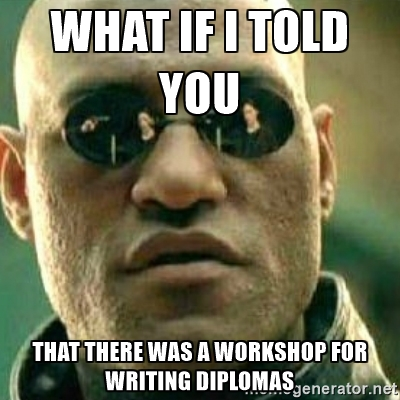 WHAT IF I TOLD
YOU
THAT THERE WAS A WORKSHOP FOR
WRITING DIPLOMAS
memegenerator.net